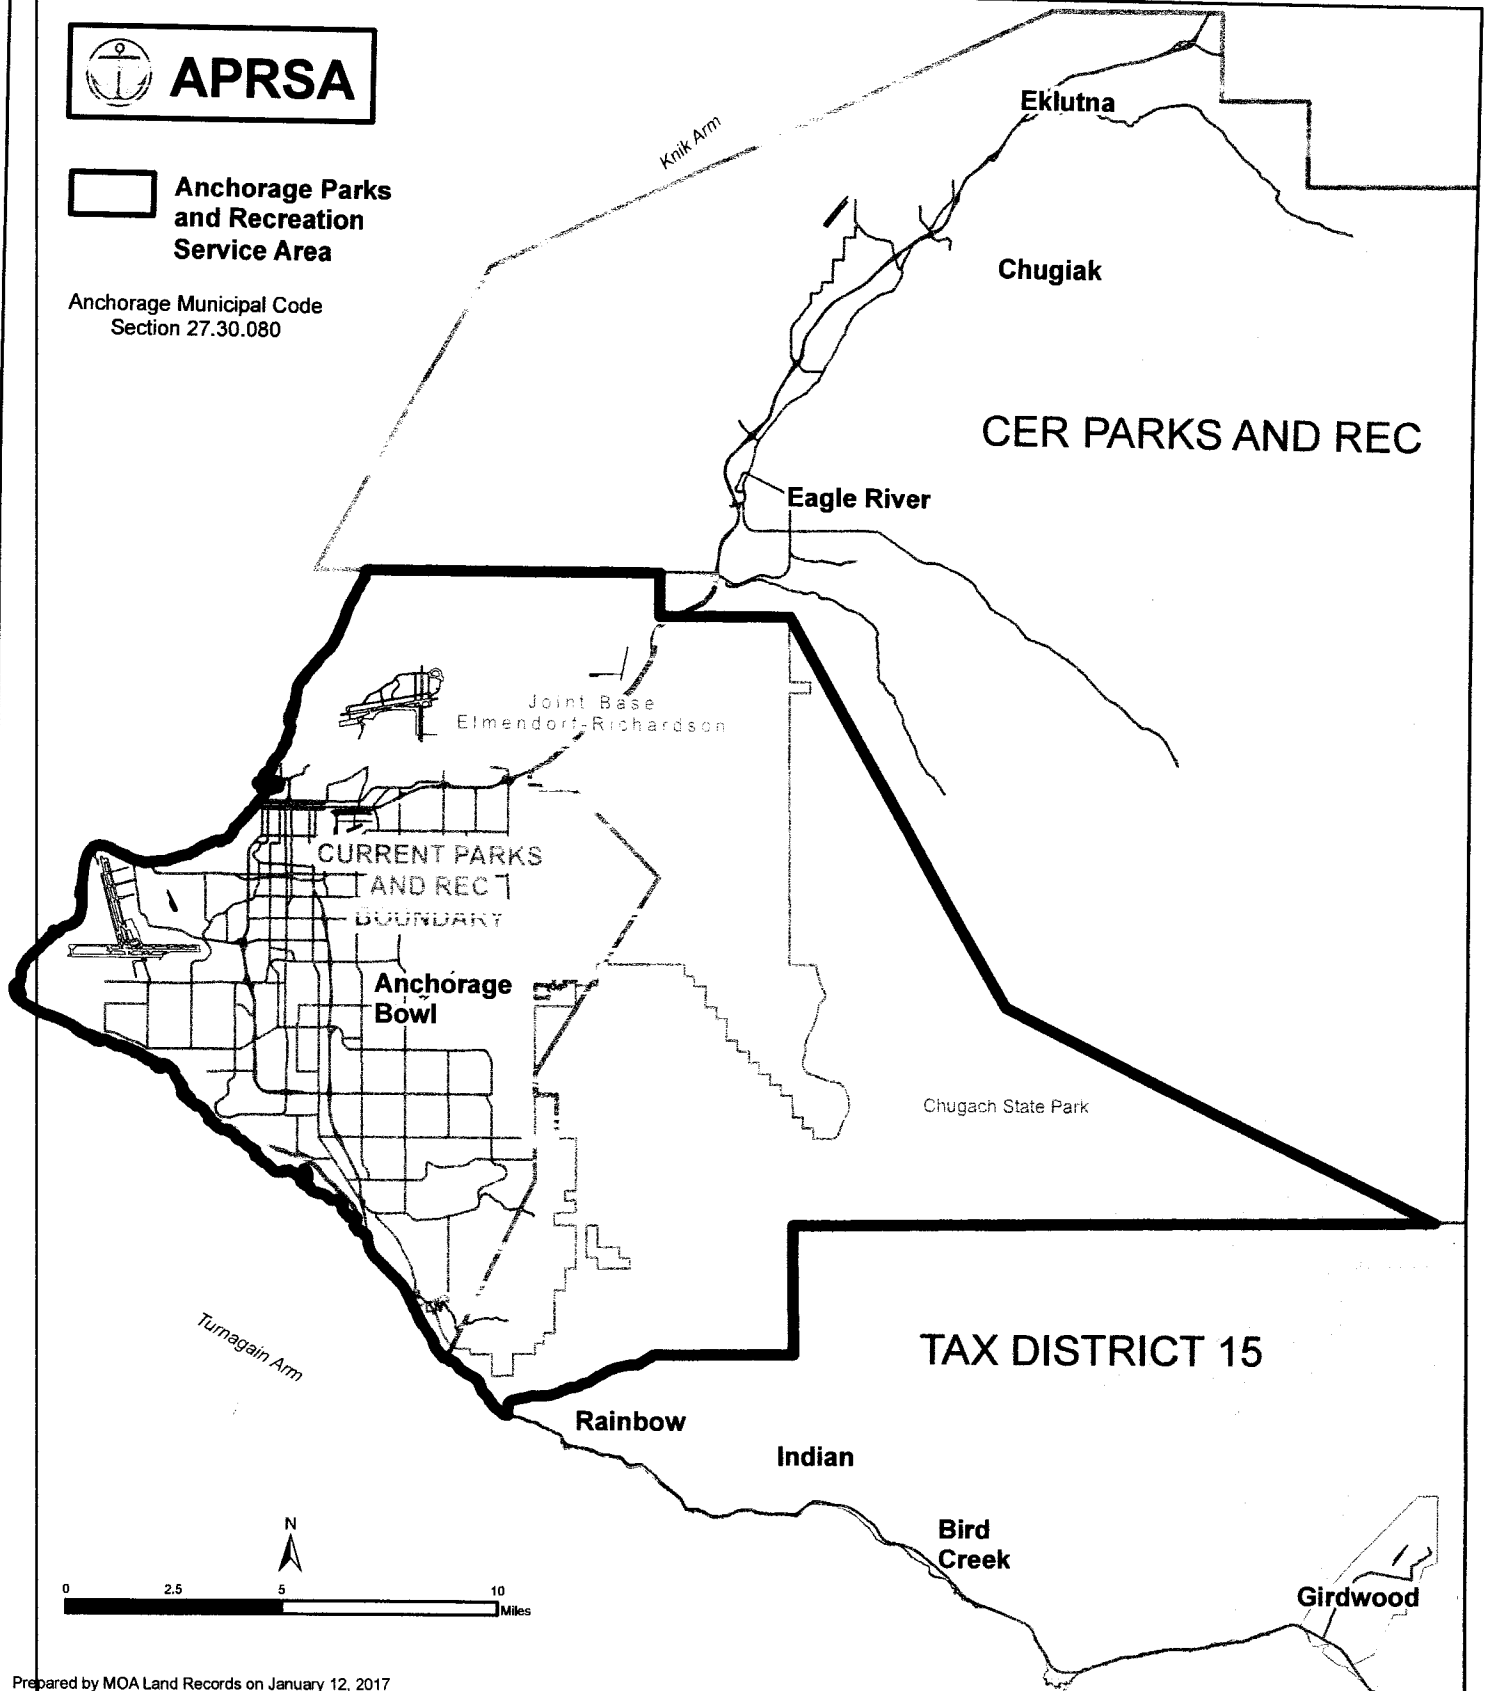 APRSA
Anchorage Parks
and Recreation
Service Area
Anchorage Municipal Code
Section 27.30.080
Knik Arm
Eklutna
Chugiak
CER PARKS AND REC
Eagle River
Joint Base
Elmendorf-Richardson
CURRENT PARKS
AND REC
BOUNDARY
Anchorage
Bowl
Chugach State Park
Turnagain Arm
TAX DISTRICT 15
Rainbow
Indian
Bird
Creek
Girdwood
N
0 2.5 5 10
Miles
Prepared by MOA Land Records on January 12, 2017